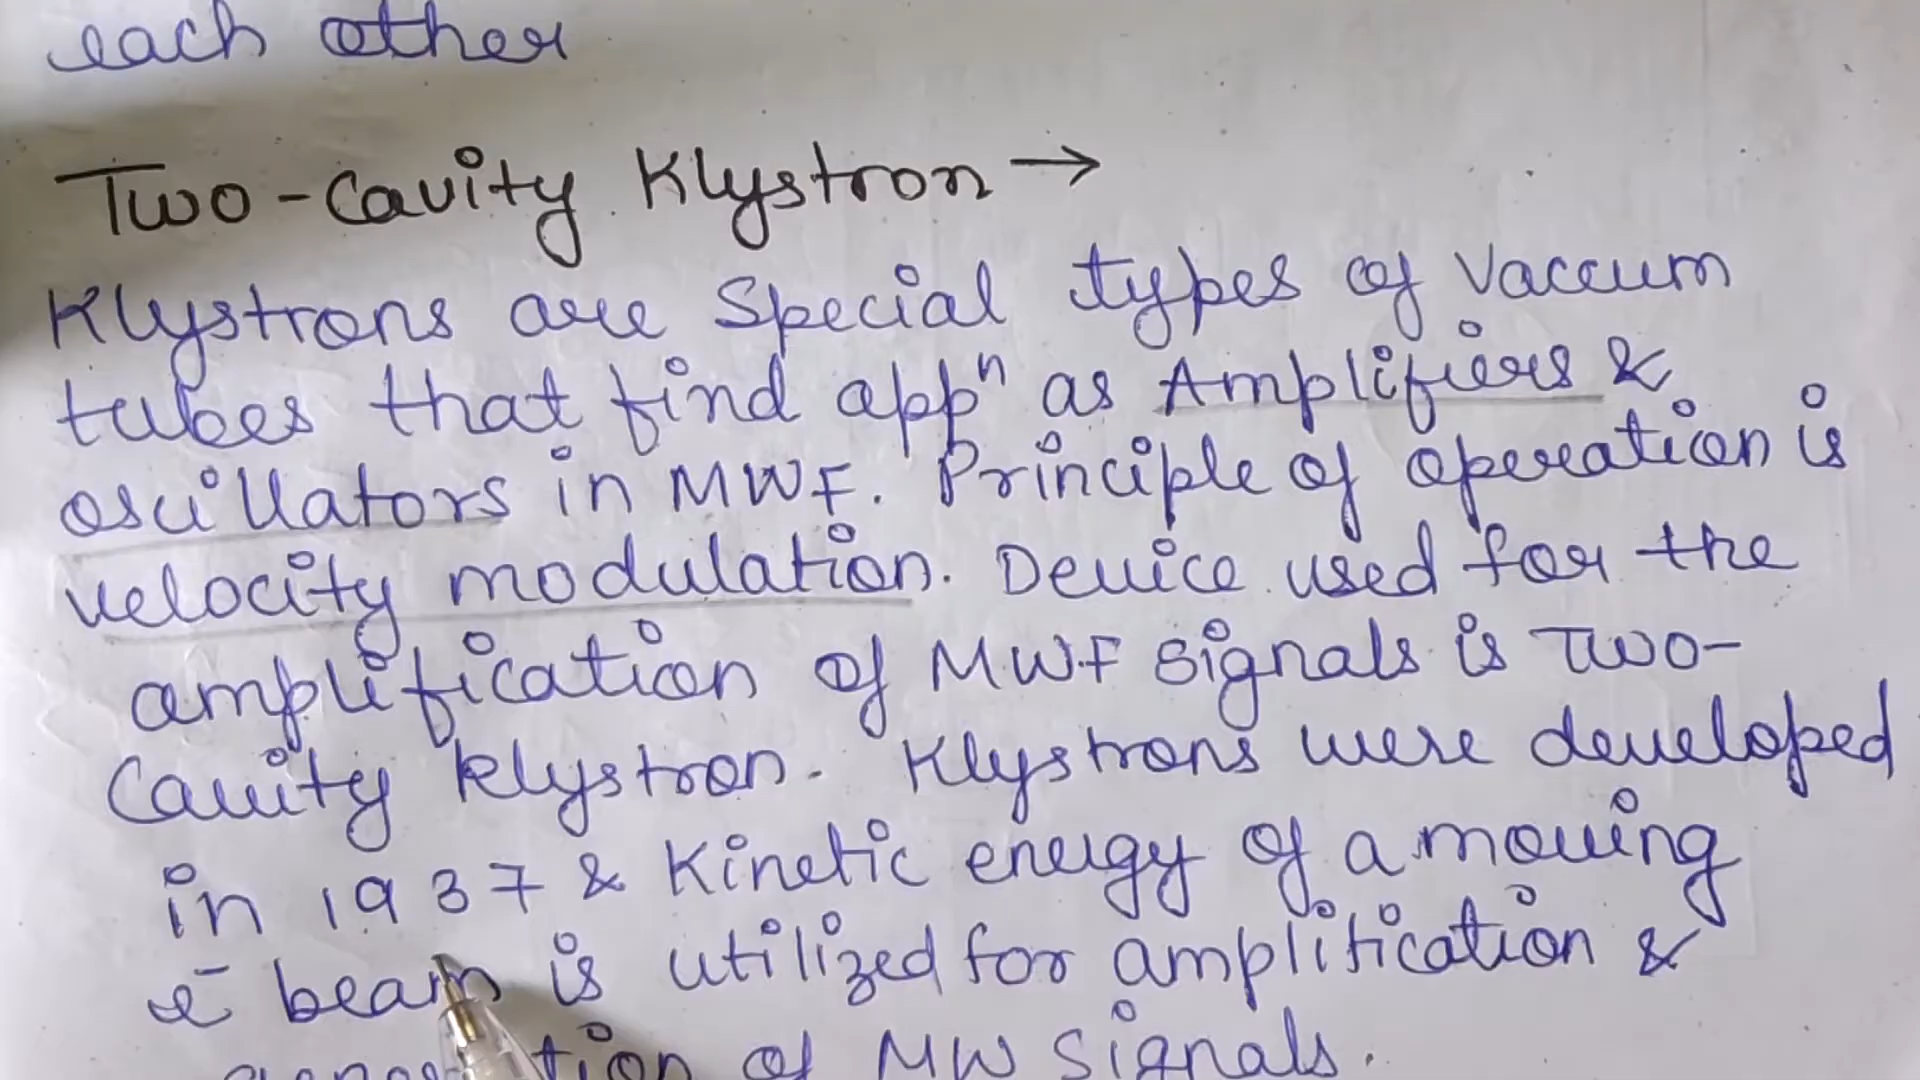 each other
Two-Cavity Klystron →
Klystrons are Special types of Vaccum
tubes that find appⁿ as Amplifiers &
oscillators in MWF. Principle of operation is
velocity modulation. Device used for the
amplification of MWF signals is Two-
Cavity klystron. Klystrons were developed
in 1937 & Kinetic energy of a moving
e⁻ beam is utilized for amplification &
of MW Signals.